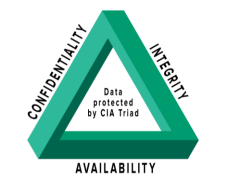 CONFIDENTIALITY
INTEGRITY
Data
protected
by CIA Triad
AVAILABILITY